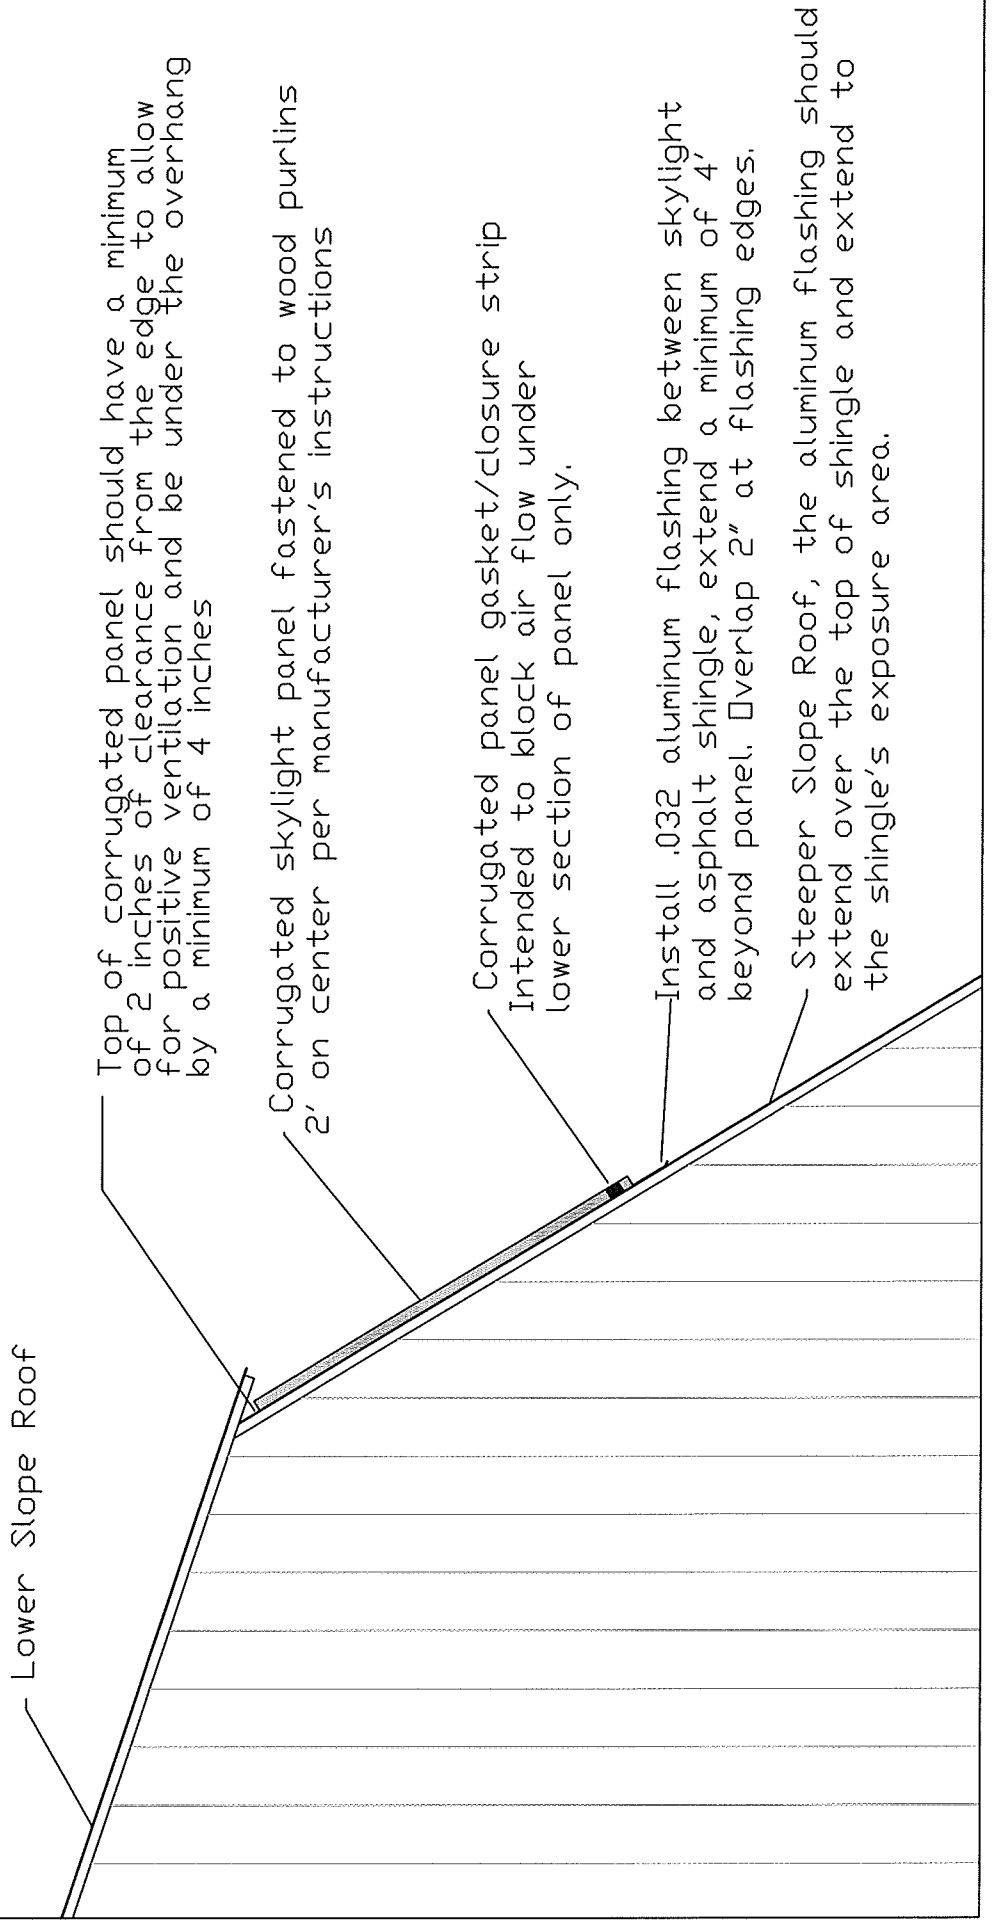 Lower Slope Roof
Top of corrugated panel should have a minimum
of 2 inches of clearance from the edge to allow
for positive ventilation and be under the overhang
by a minimum of 4 inches
Corrugated skylight panel fastened to wood purlins
2' on center per manufacturer's instructions
Corrugated panel gasket/closure strip
Intended to block air flow under
lower section of panel only.
Install .032 aluminum flashing between skylight
and asphalt shingle, extend a minimum of 4'
beyond panel. Overlap 2" at flashing edges.
Steeper Slope Roof, the aluminum flashing should
extend over the top of shingle and extend to
the shingle's exposure area.